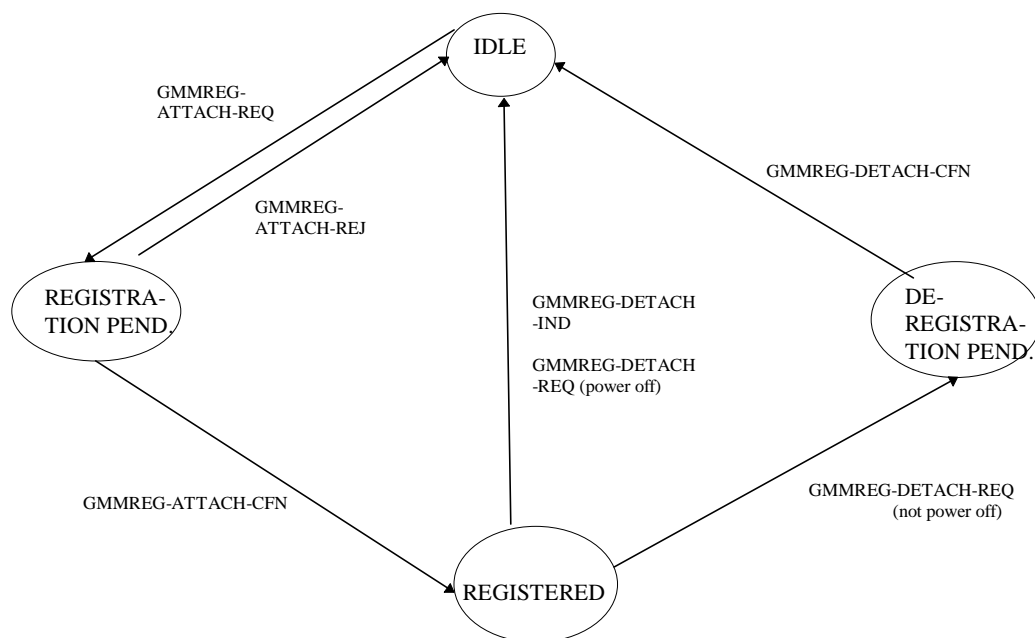 IDLE
GMMREG-
ATTACH-REQ
GMMREG-DETACH-CFN
GMMREG-
ATTACH-REJ
REGISTRA-
TION PEND.
GMMREG-DETACH
-IND
GMMREG-DETACH
-REQ (power off)
DE-
REGISTRA-
TION PEND.
GMMREG-ATTACH-CFN
GMMREG-DETACH-REQ
(not power off)
REGISTERED